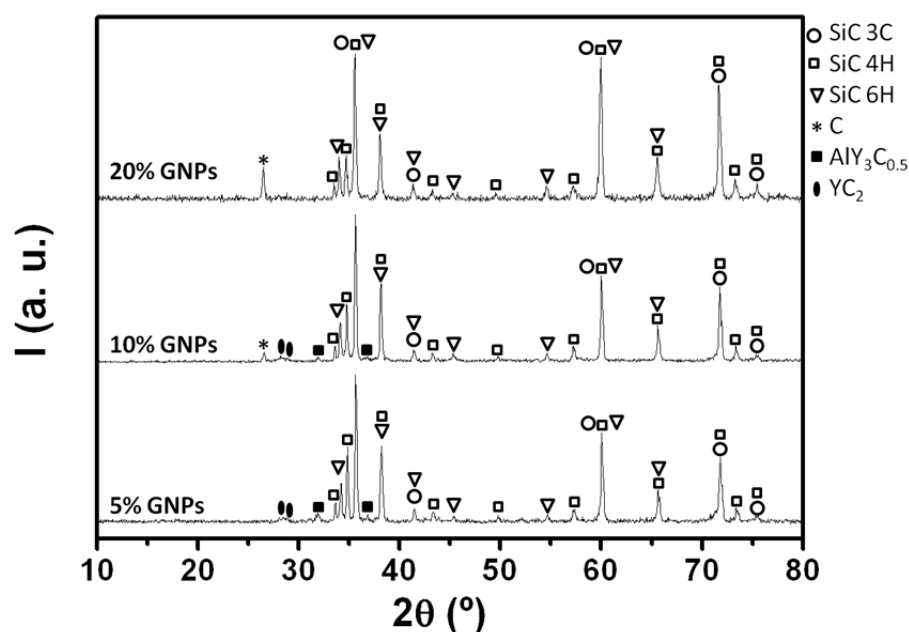 SiC 3C
SiC 4H
SiC 6H
* C
AlY₃C₀.₅
YC₂
20% GNPs
*
10% GNPs
*
5% GNPs
I (a. u.)
10 20 30 40 50 60 70 80
2θ (º)